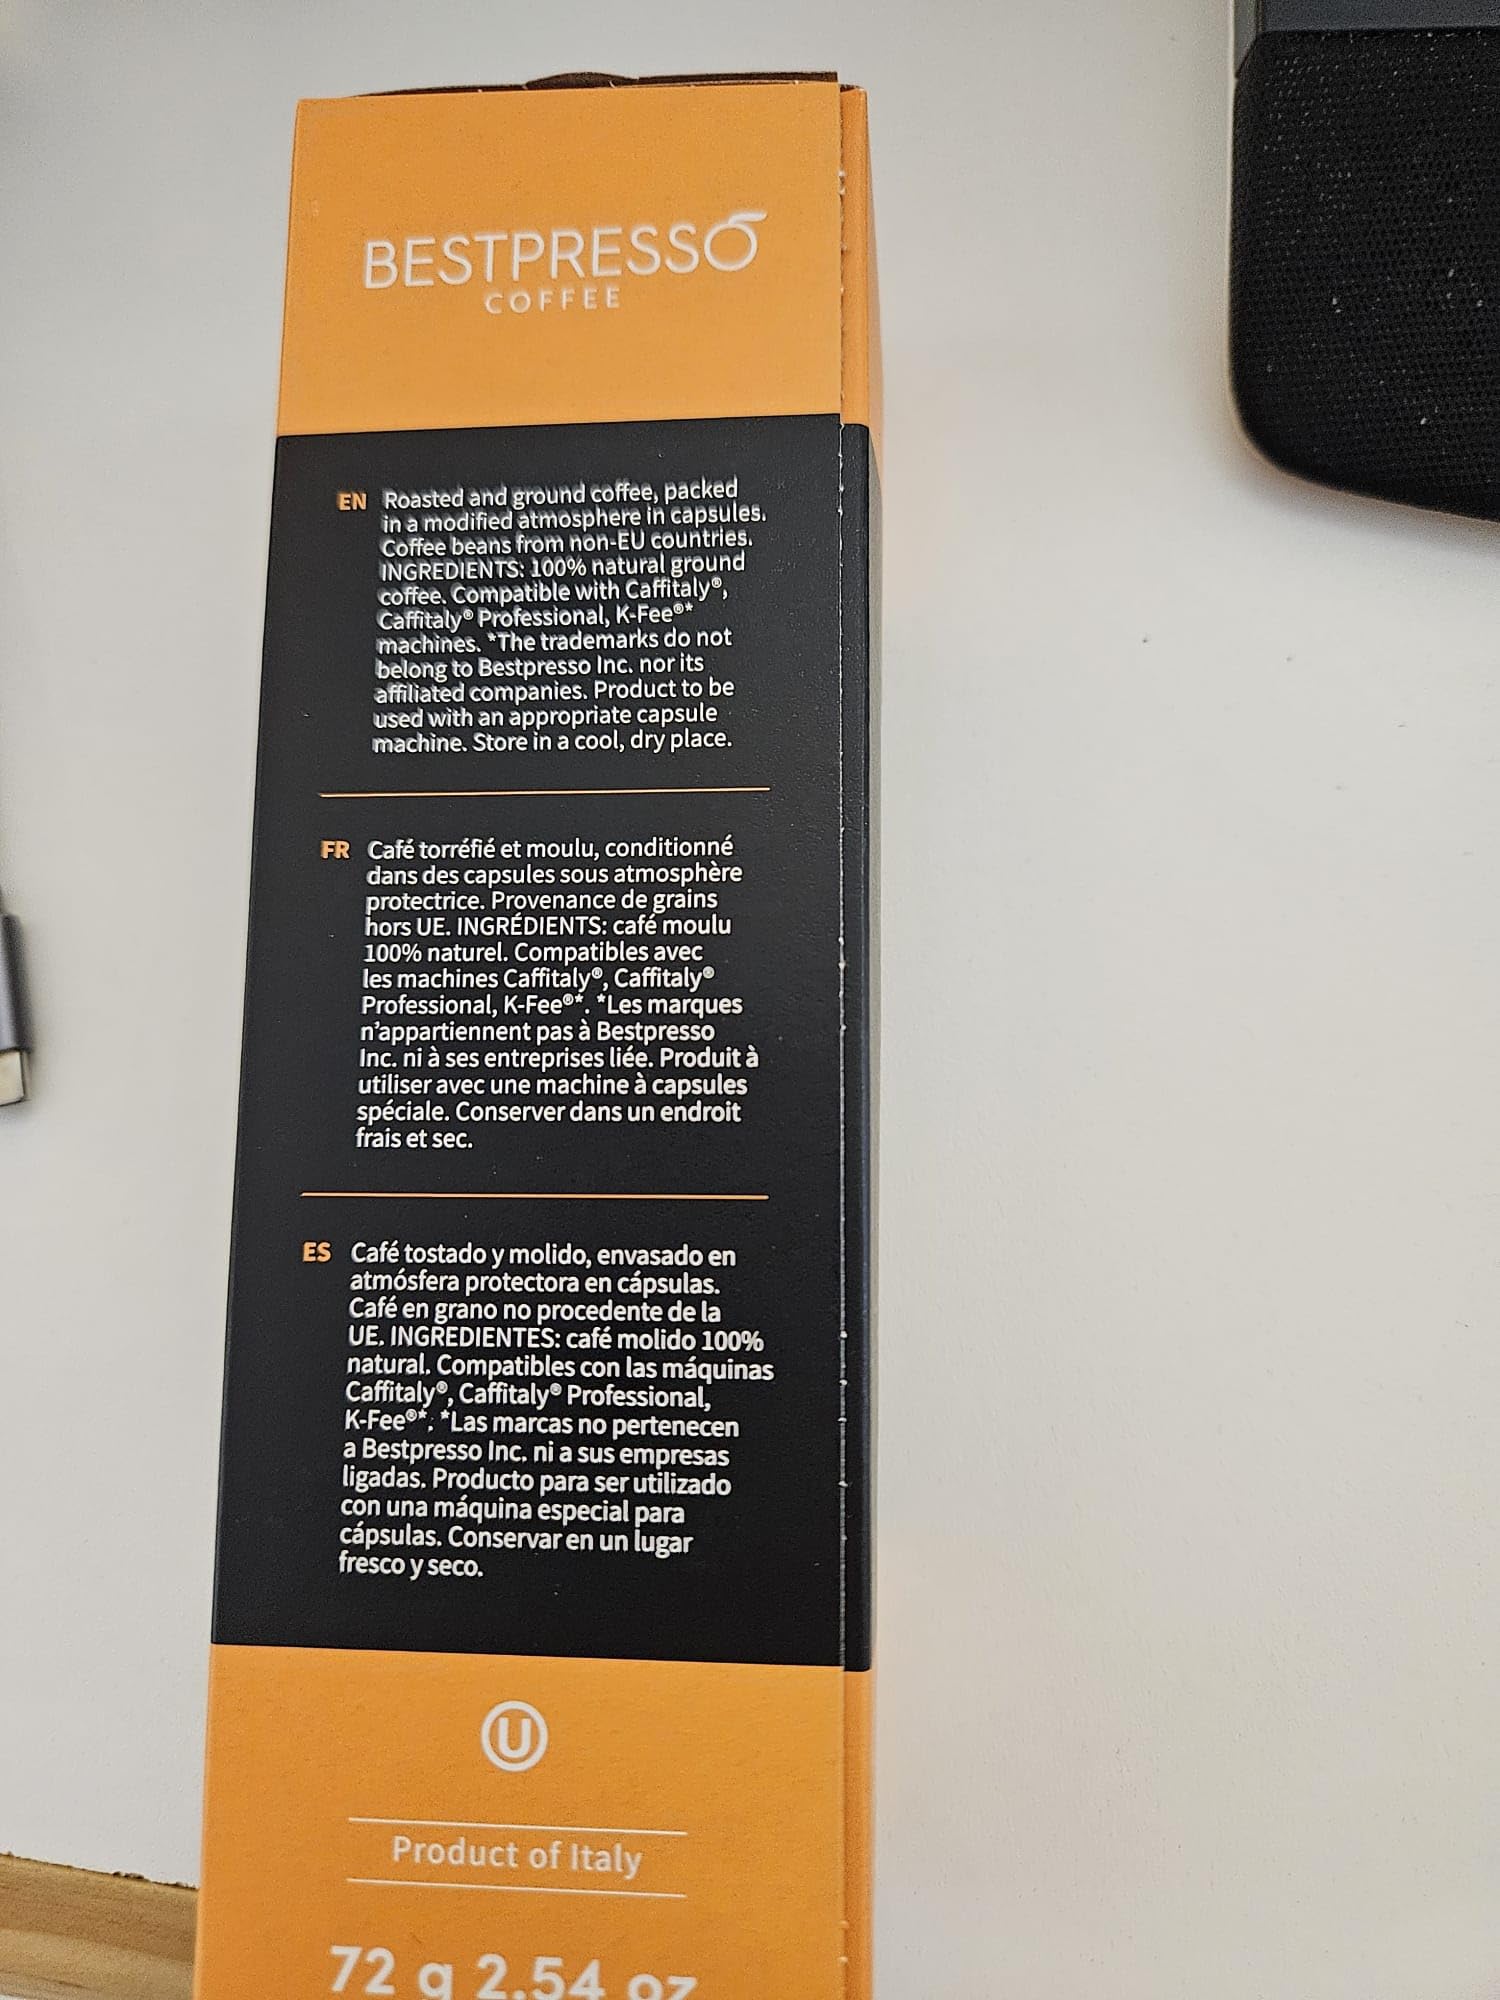 BESTPRESSO
COFFEE
EN Roasted and ground coffee, packed
in a modified atmosphere in capsules.
Coffee beans from non-EU countries.
INGREDIENTS: 100% natural ground
coffee. Compatible with Caffitaly®,
Caffitaly® Professional, K-Fee®*
machines. *The trademarks do not
belong to Bestpresso Inc. nor its
affiliated companies. Product to be
used with an appropriate capsule
machine. Store in a cool, dry place.
FR Café torréfié et moulu, conditionné
dans des capsules sous atmosphère
protectrice. Provenance de grains
hors UE. INGRÉDIENTS: café moulu
100% naturel. Compatibles avec
les machines Caffitaly®, Caffitaly®
Professional, K-Fee®*. *Les marques
n'appartiennent pas à Bestpresso
Inc. ni à ses entreprises liée. Produit à
utiliser avec une machine à capsules
spéciale. Conserver dans un endroit
frais et sec.
ES Café tostado y molido, envasado en
atmósfera protectora en cápsulas.
Café en grano no procedente de la
UE. INGREDIENTES: café molido 100%
natural. Compatibles con las máquinas
Caffitaly®, Caffitaly® Professional,
K-Fee®*. *Las marcas no pertenecen
a Bestpresso Inc. ni a sus empresas
ligadas. Producto para ser utilizado
con una máquina especial para
cápsulas. Conservar en un lugar
fresco y seco.
U
Product of Italy
72 g 2.54 oz